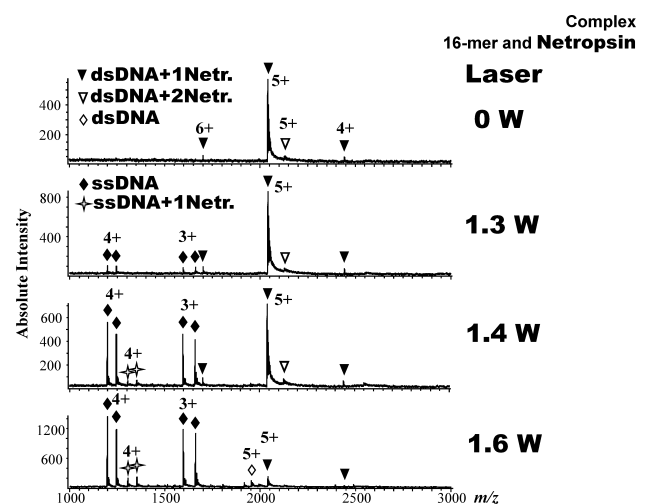 Complex
16-mer and Netropsin
Laser
dsDNA+1Netr.
dsDNA+2Netr.
dsDNA
5+
5+
6+
4+
400
200
0 W
ssDNA
ssDNA+1Netr.
5+
800
400
4+
3+
1.3 W
Absolute Intensity
600
400
200
4+
3+
4+
5+
1.4 W
1200
600
4+
3+
4+
5+
5+
1.6 W
1000
1500
2000
2500
3000
m/z